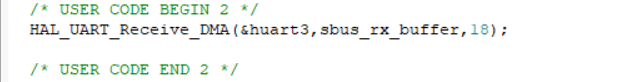 /* USER CODE BEGIN 2 */
HAL_UART_Receive_DMA(&huart3,sbus_rx_buffer,18);
/* USER CODE END 2 */